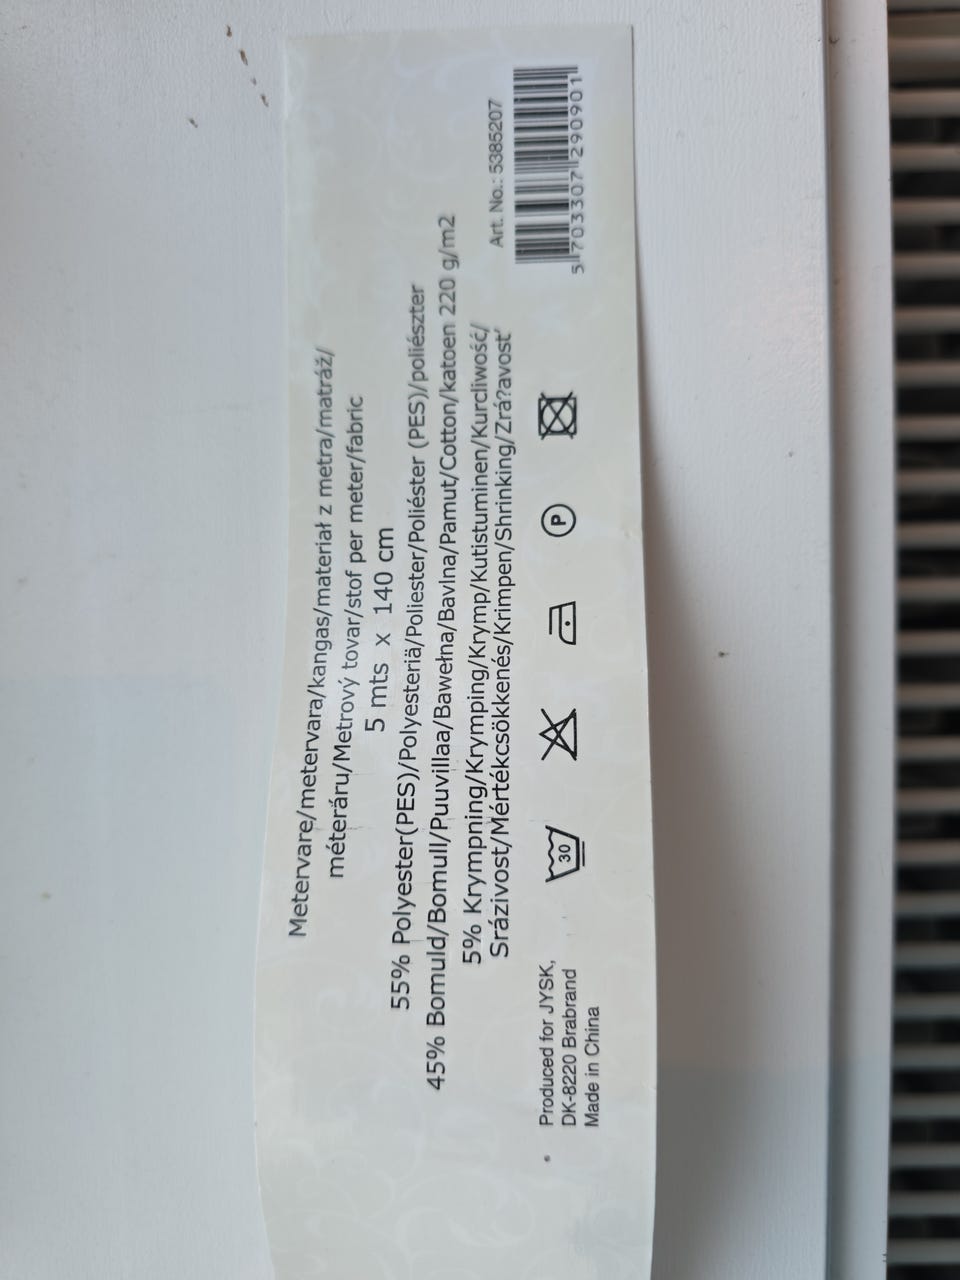 Metervare/metervara/kangas/materiał z metra/matráž/
méteráru/Metrový tovar/stof per meter/fabric
5 mts x 140 cm
55% Polyester(PES)/Polyesteriä/Poliester/Poliéster (PES)/poliészter
45% Bomuld/Bomull/Puuvillaa/Bawełna/Bavlna/Pamut/Cotton/katoen 220 g/m2
5% Krympning/Krymping/Krymp/Kutistuminen/Kurcliwość/
Srázivost/Mértékcsökkenés/Krimpen/Shrinking/Zrá?avosť
Art. No.: 5385207
5 703307 290901
30
P
Produced for JYSK,
DK-8220 Brabrand
Made in China